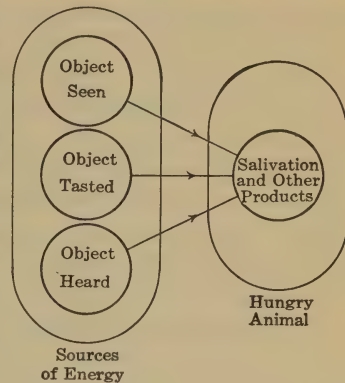 Object
Seen
Object
Tasted
Object
Heard
Salivation
and Other
Products
Hungry
Animal
Sources
of Energy